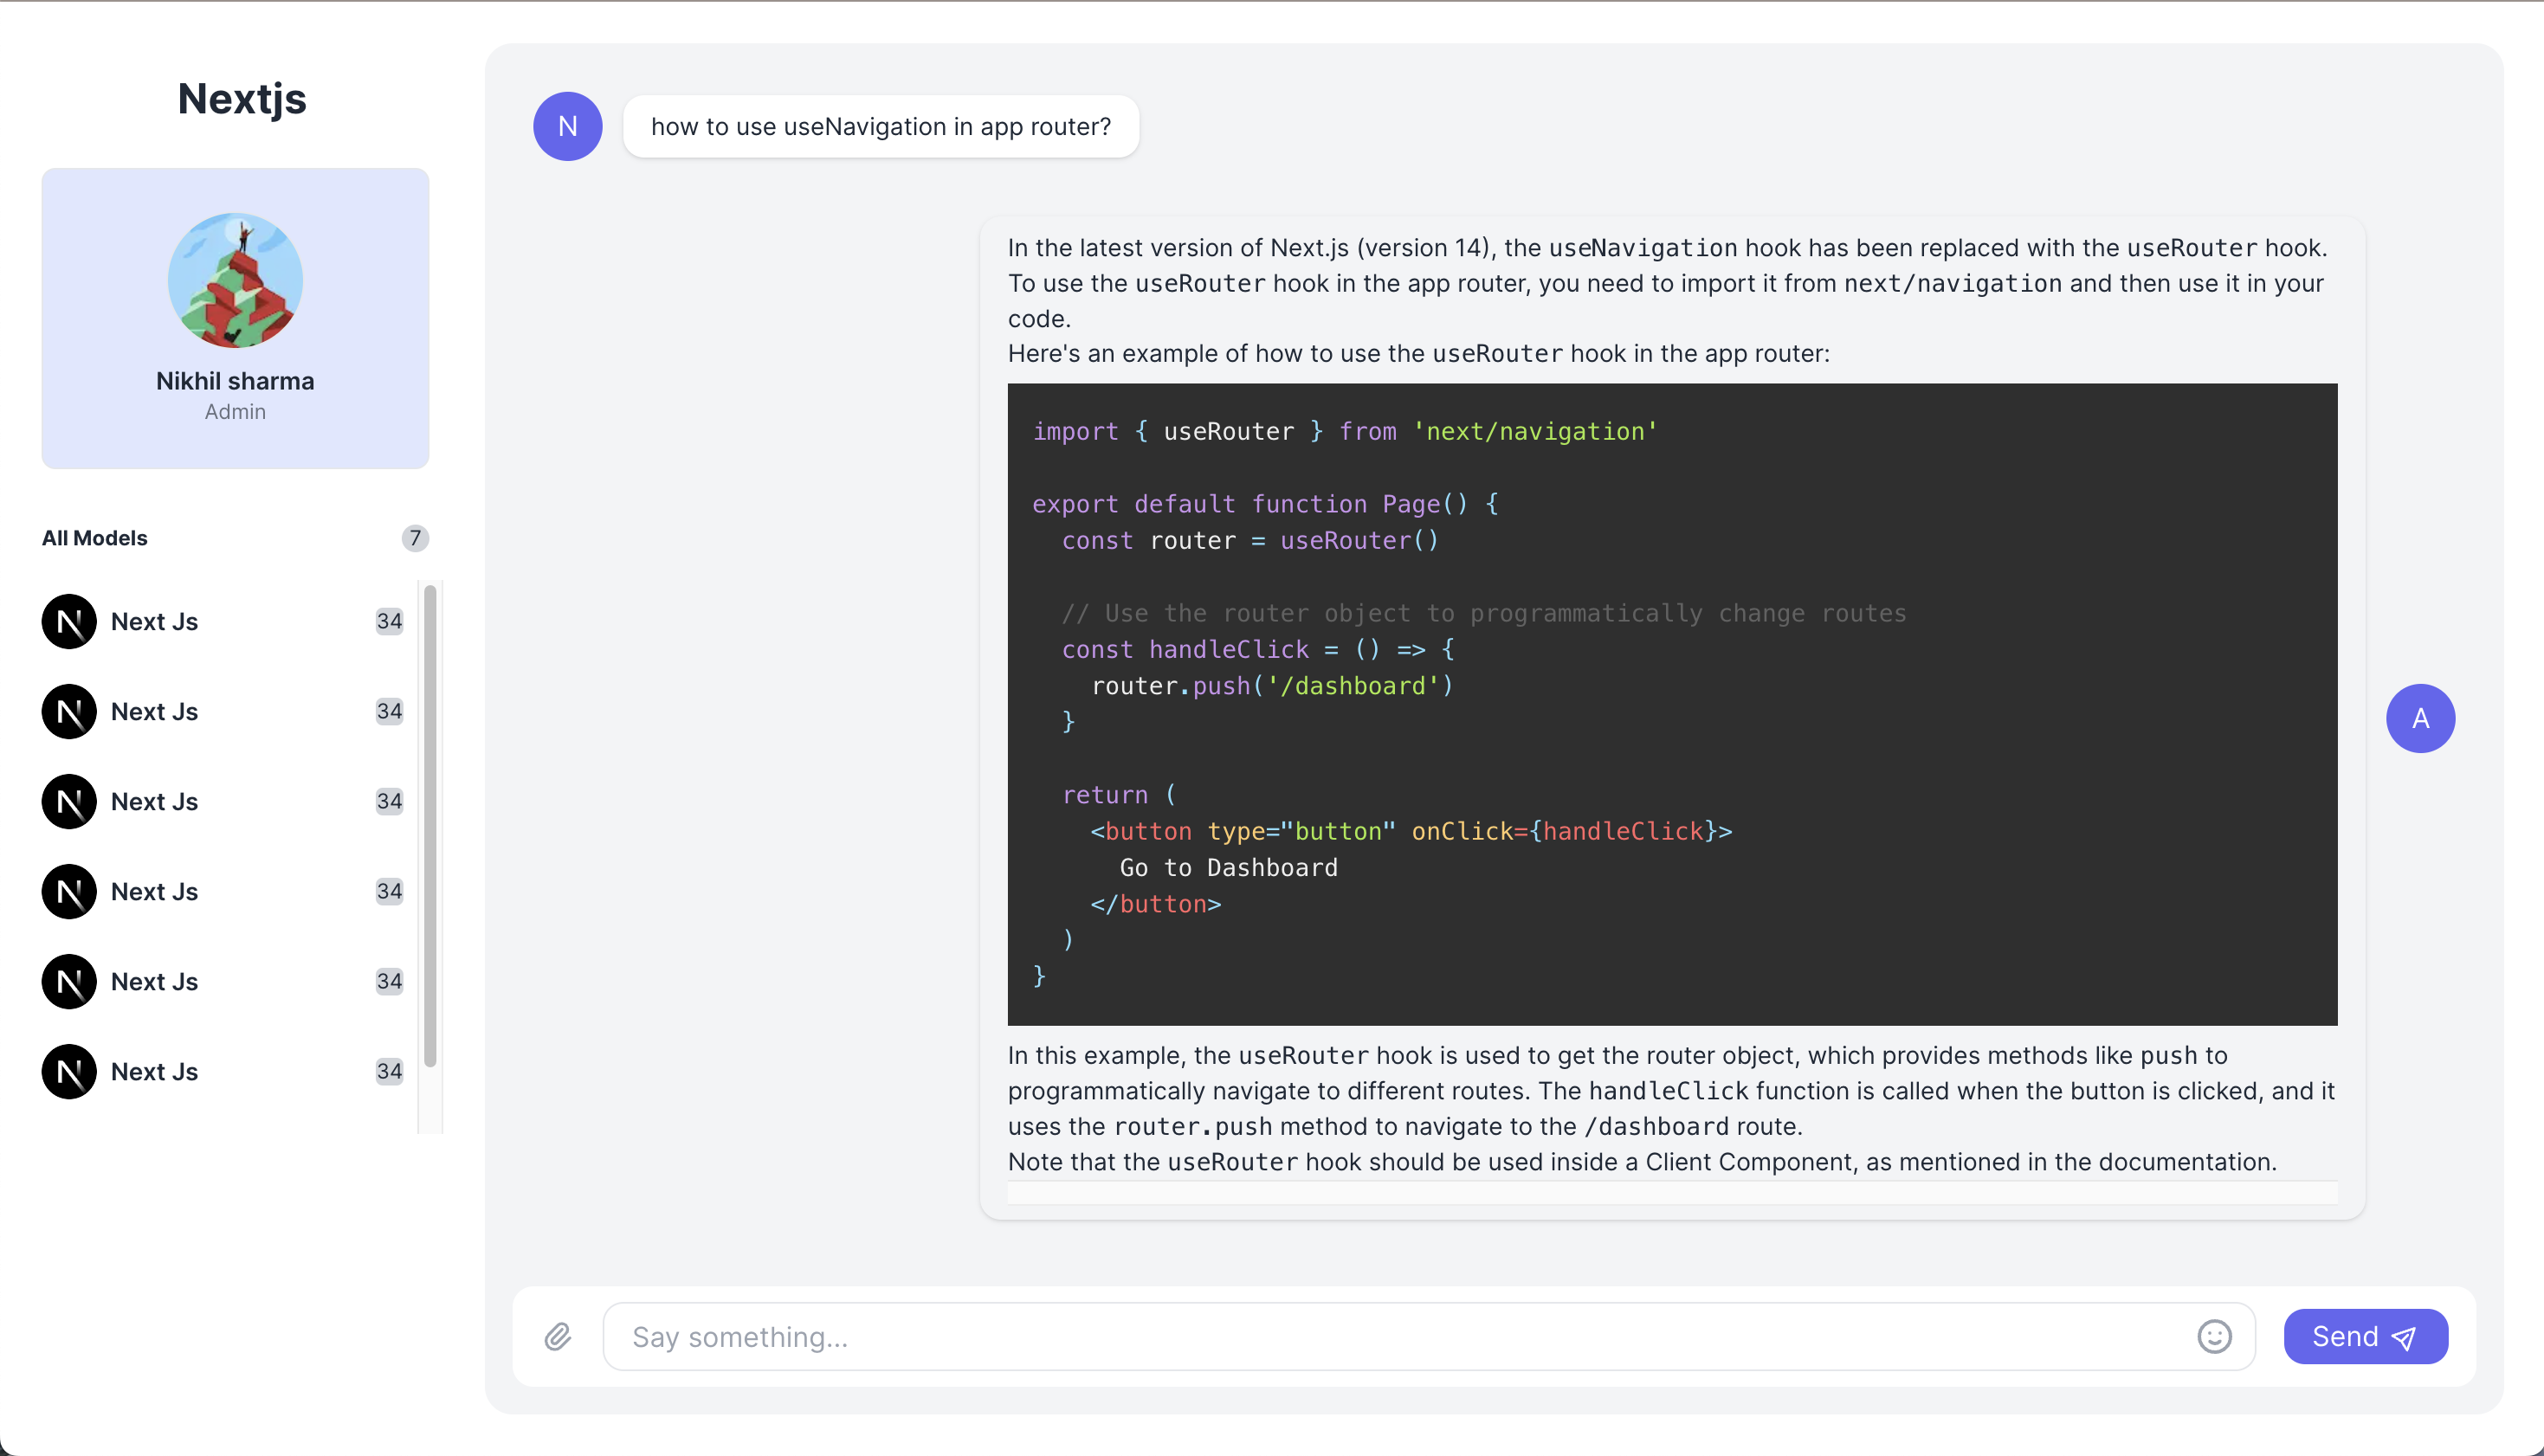 Nextjs
Nikhil sharma
Admin
All Models 7
N Next Js 34
N Next Js 34
N Next Js 34
N Next Js 34
N Next Js 34
N Next Js 34
N how to use useNavigation in app router?
In the latest version of Next.js (version 14), the useNavigation hook has been replaced with the useRouter hook.
To use the useRouter hook in the app router, you need to import it from next/navigation and then use it in your
code.
Here's an example of how to use the useRouter hook in the app router:
import { useRouter } from 'next/navigation'
export default function Page() {
  const router = useRouter()
  // Use the router object to programmatically change routes
  const handleClick = () => {
    router.push('/dashboard')
  }
  return (
    <button type="button" onClick={handleClick}>
      Go to Dashboard
    </button>
  )
}
In this example, the useRouter hook is used to get the router object, which provides methods like push to
programmatically navigate to different routes. The handleClick function is called when the button is clicked, and it
uses the router.push method to navigate to the /dashboard route.
Note that the useRouter hook should be used inside a Client Component, as mentioned in the documentation.
A
Say something...
Send